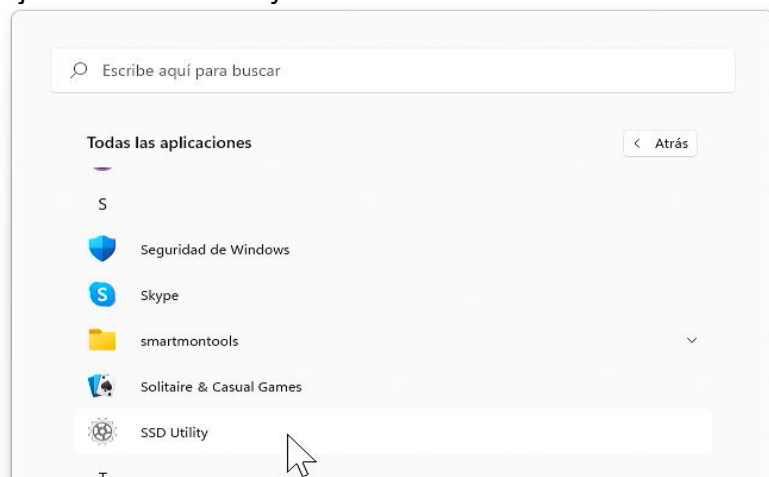 Escribe aquí para buscar
Todas las aplicaciones
Atrás
S
Seguridad de Windows
Skype
smartmontools
Solitaire & Casual Games
SSD Utility